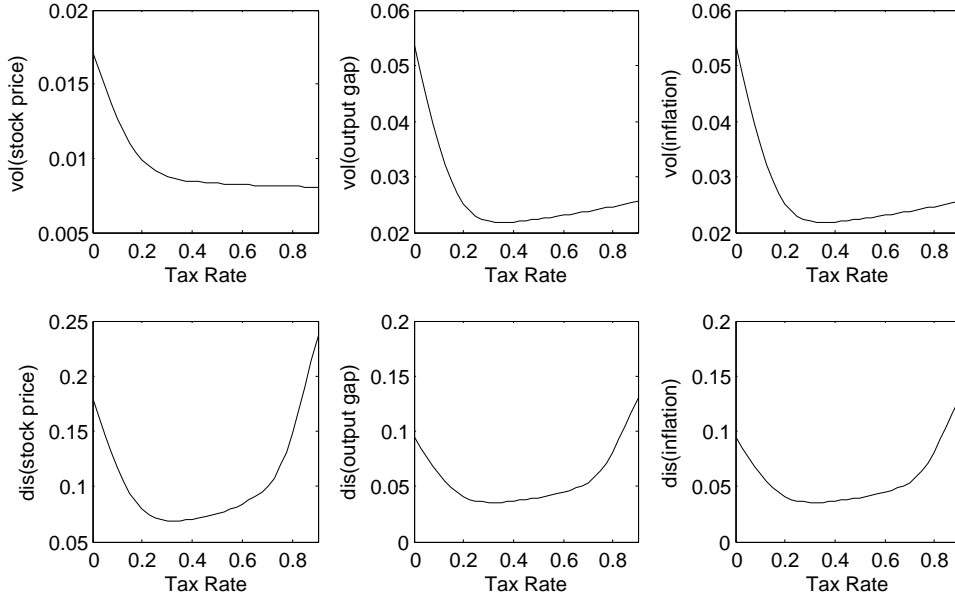 0.02
0.015
0.01
0.005
vol(stock price)
0 0.2 0.4 0.6 0.8
Tax Rate
0.06
0.05
0.04
0.03
0.02
vol(output gap)
0 0.2 0.4 0.6 0.8
Tax Rate
0.06
0.05
0.04
0.03
0.02
vol(inflation)
0 0.2 0.4 0.6 0.8
Tax Rate
0.25
0.2
0.15
0.1
0.05
dis(stock price)
0 0.2 0.4 0.6 0.8
Tax Rate
0.2
0.15
0.1
0.05
0
dis(output gap)
0 0.2 0.4 0.6 0.8
Tax Rate
0.2
0.15
0.1
0.05
0
dis(inflation)
0 0.2 0.4 0.6 0.8
Tax Rate